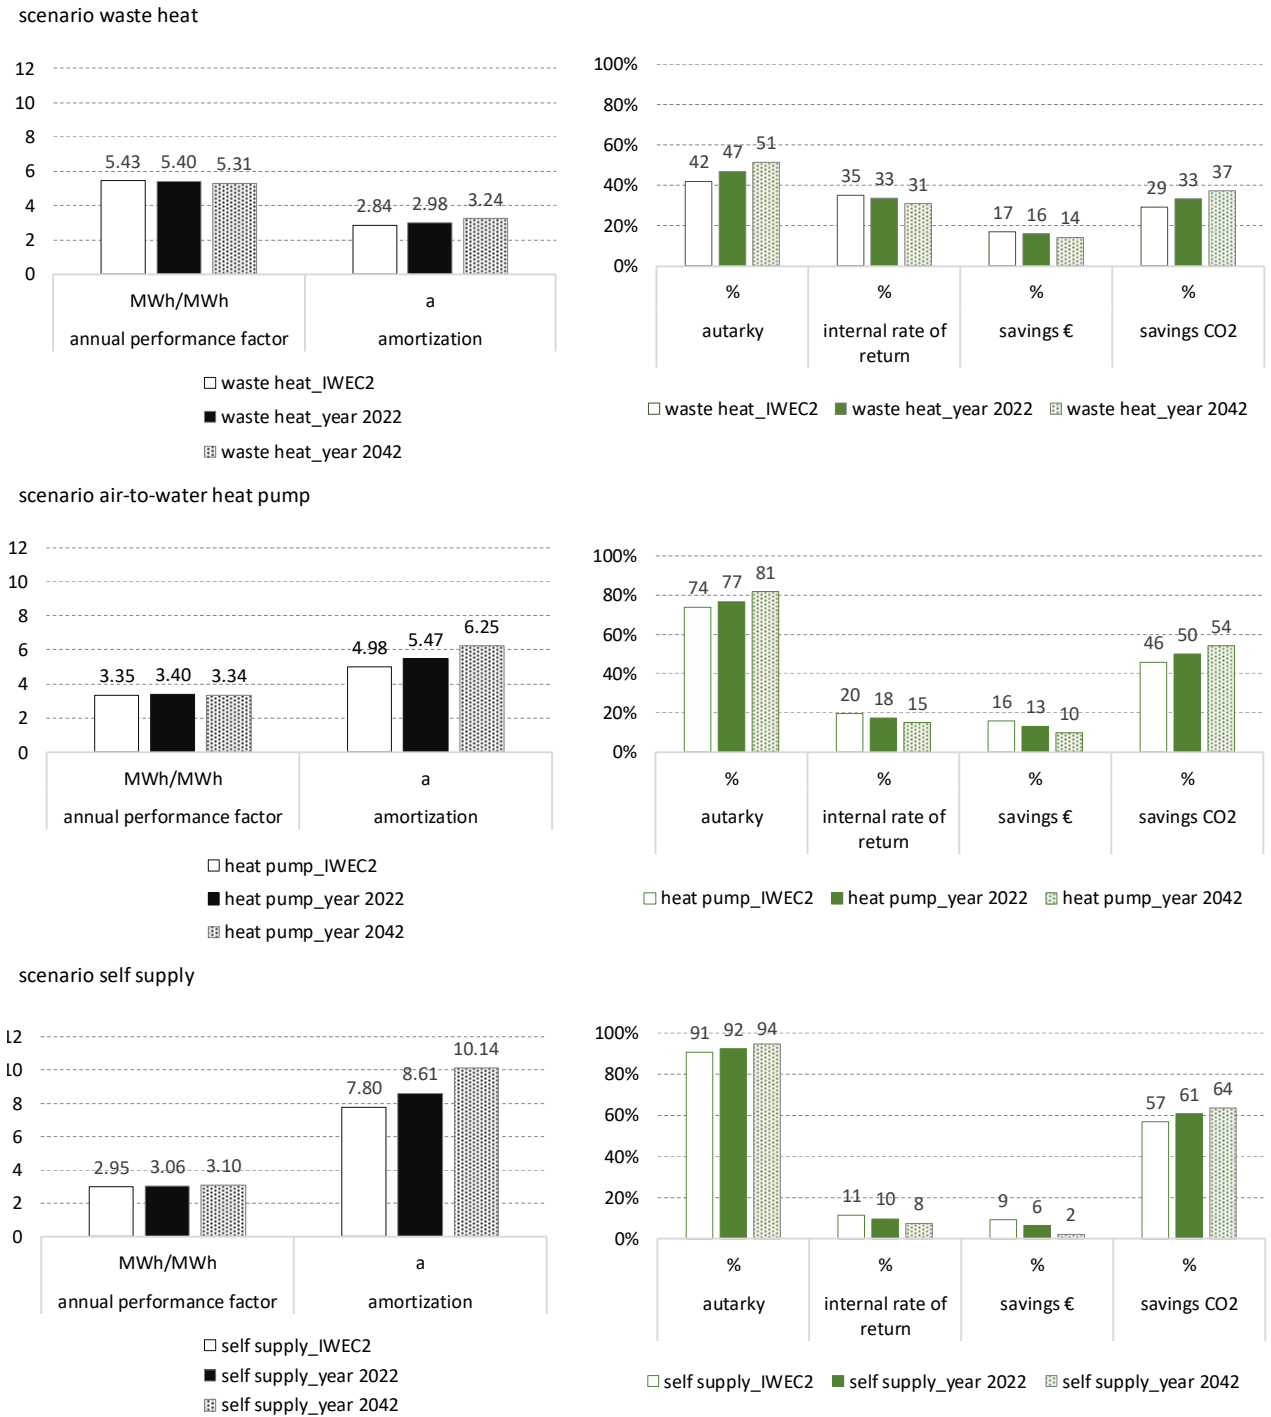 scenario waste heat
12
10
8
6
4
2
0
5.43 5.40 5.31
2.84 2.98 3.24
MWh/MWh a
annual performance factor amortization
waste heat_IWEC2
waste heat_year 2022
waste heat_year 2042
100%
80%
60%
40%
20%
0%
42 47 51
35 33 31
17 16 14
29 33 37
% % % %
autarky internal rate of return savings € savings CO2
waste heat_IWEC2 waste heat_year 2022 waste heat_year 2042
scenario air-to-water heat pump
12
10
8
6
4
2
0
3.35 3.40 3.34
4.98 5.47 6.25
MWh/MWh a
annual performance factor amortization
heat pump_IWEC2
heat pump_year 2022
heat pump_year 2042
100%
80%
60%
40%
20%
0%
74 77 81
20 18 15
16 13 10
46 50 54
% % % %
autarky internal rate of return savings € savings CO2
heat pump_IWEC2 heat pump_year 2022 heat pump_year 2042
scenario self supply
12
10
8
6
4
2
0
2.95 3.06 3.10
7.80 8.61 10.14
MWh/MWh a
annual performance factor amortization
self supply_IWEC2
self supply_year 2022
self supply_year 2042
100%
80%
60%
40%
20%
0%
91 92 94
11 10 8
9 6 2
57 61 64
% % % %
autarky internal rate of return savings € savings CO2
self supply_IWEC2 self supply_year 2022 self supply_year 2042